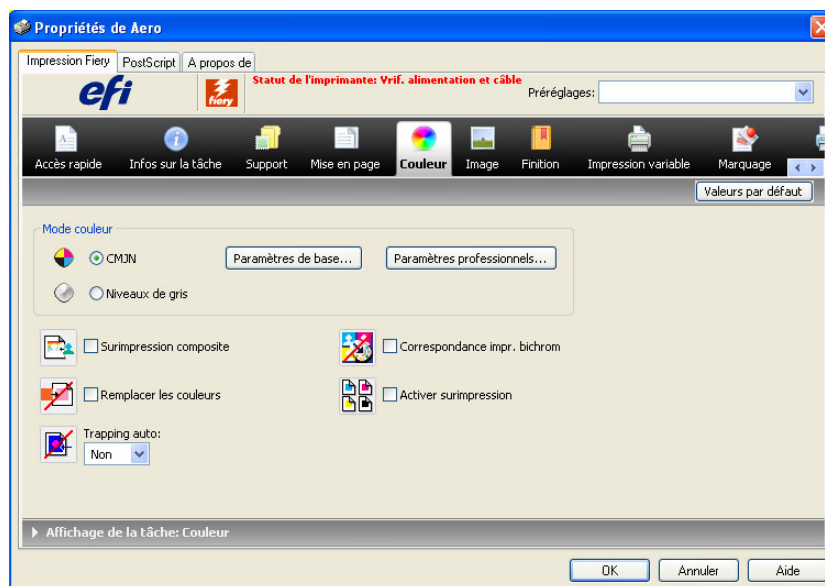 Propriétés de Aero
Impression Fiery PostScript A propos de
efi fiery Statut de l'imprimante: Vrif. alimentation et câble
Préréglages:
Accès rapide Infos sur la tâche Support Mise en page Couleur Image Finition Impression variable Marquage
Valeurs par défaut
Mode couleur
CMJN Paramètres de base... Paramètres professionnels...
Niveaux de gris
Surimpression composite Correspondance impr. bichrom
Remplacer les couleurs Activer surimpression
Trapping auto:
Non
Affichage de la tâche: Couleur
OK Annuler Aide